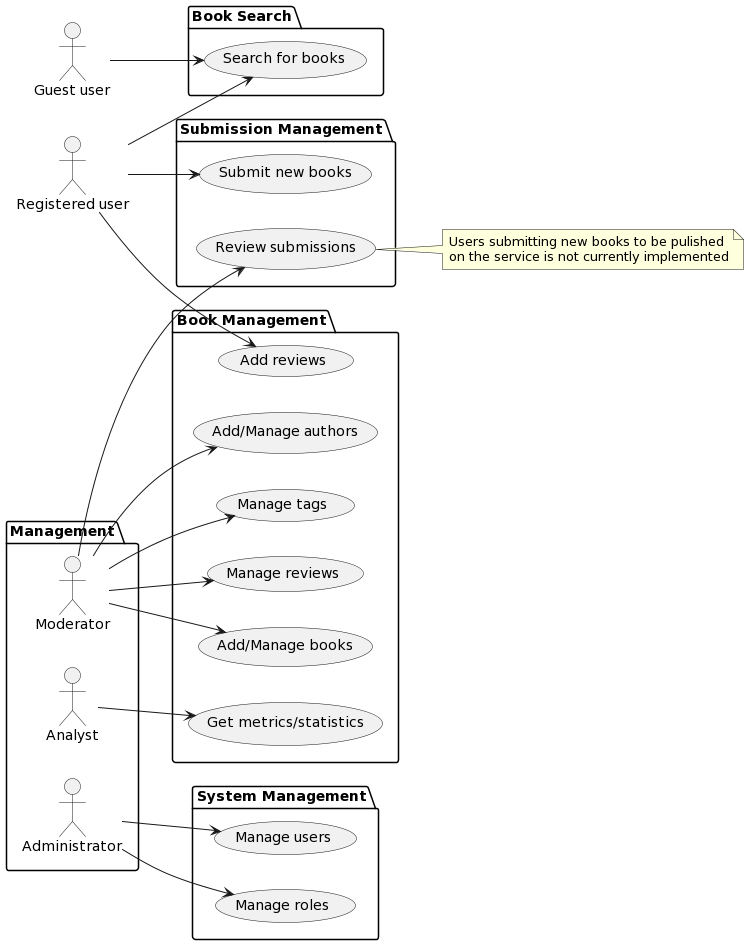 Book Search
Guest user
Search for books
Submission Management
Registered user
Submit new books
Review submissions
Users submitting new books to be pulished
on the service is not currently implemented
Book Management
Add reviews
Add/Manage authors
Manage tags
Management
Moderator
Manage reviews
Add/Manage books
Analyst
Get metrics/statistics
System Management
Administrator
Manage users
Manage roles